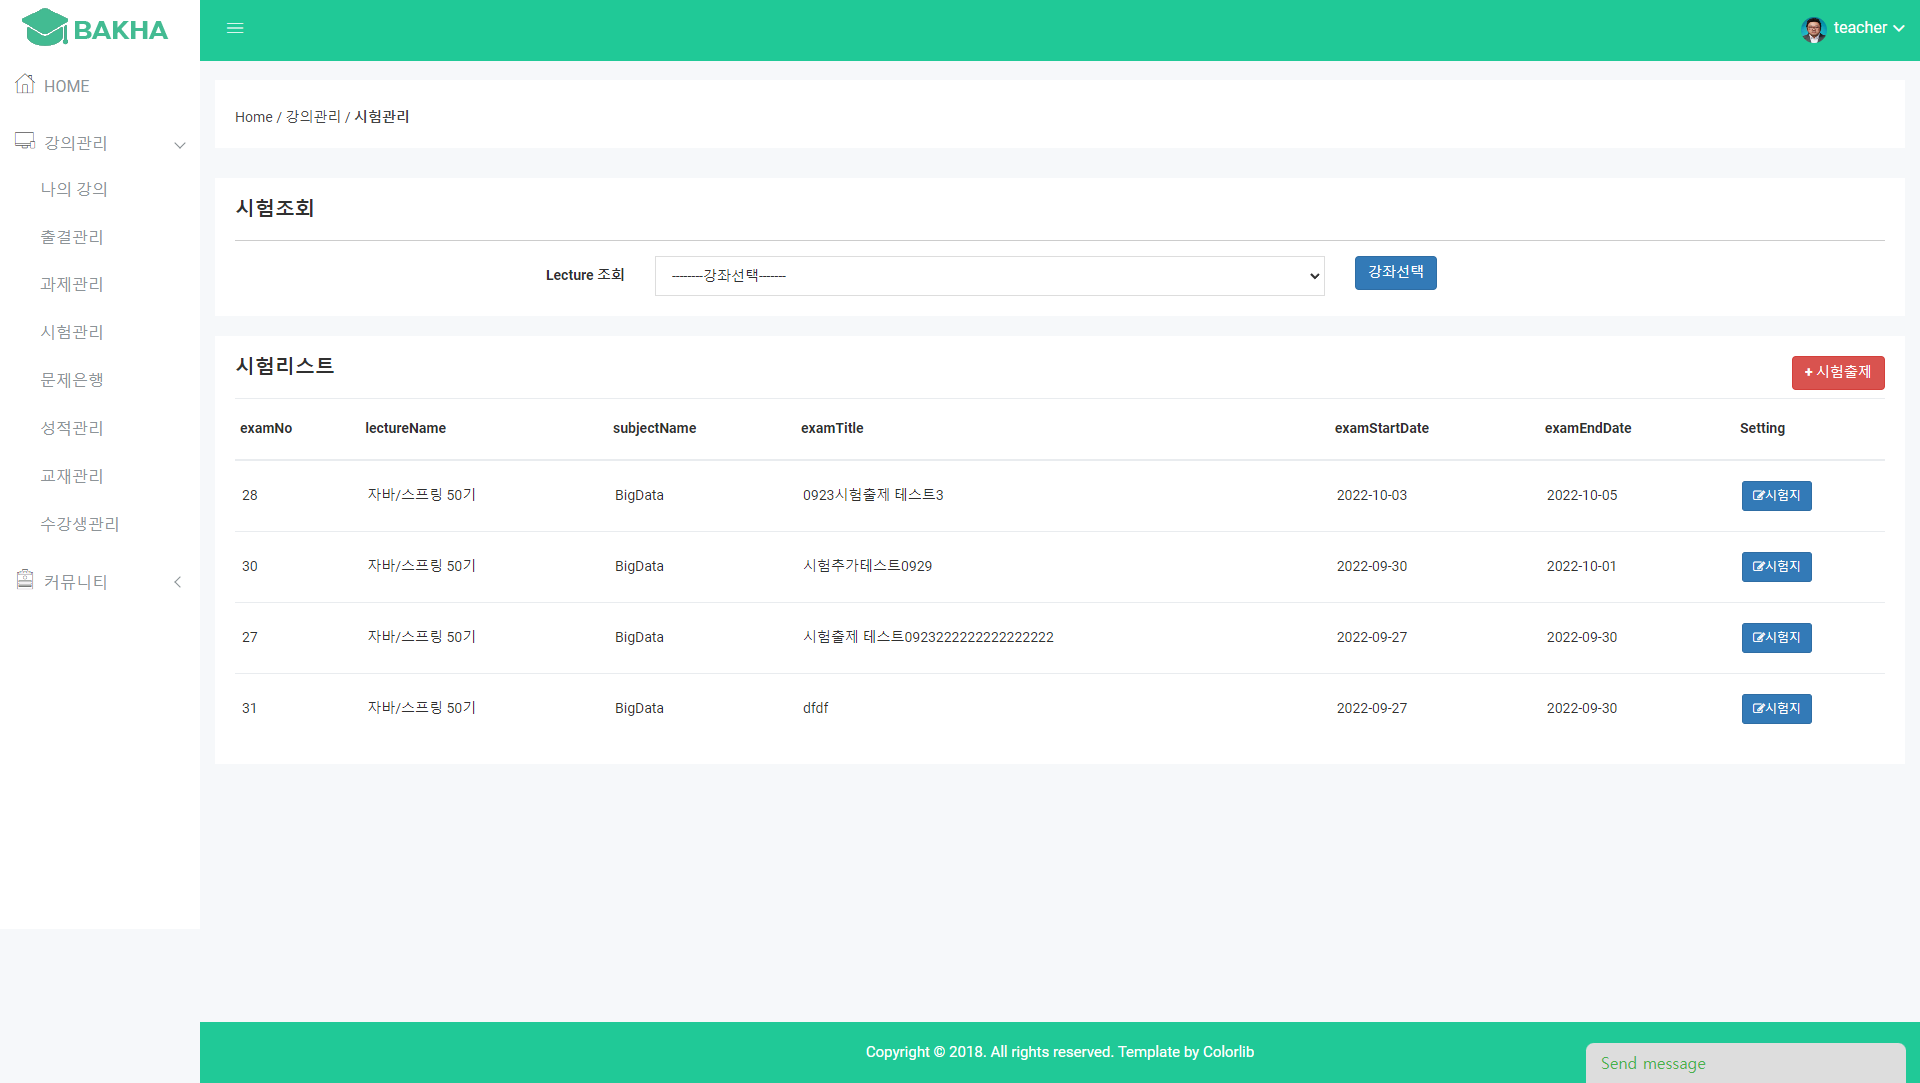 BAKHA
teacher
HOME
강의관리
나의 강의
출결관리
과제관리
시험관리
문제은행
성적관리
교재관리
수강생관리
커뮤니티
Home / 강의관리 / 시험관리
시험조회
Lecture 조회
--------강좌선택-------
강좌선택
시험리스트
+ 시험출제
examNo lectureName subjectName examTitle examStartDate examEndDate Setting
28 자바/스프링 50기 BigData 0923시험출제 테스트3 2022-10-03 2022-10-05 시험지
30 자바/스프링 50기 BigData 시험추가테스트0929 2022-09-30 2022-10-01 시험지
27 자바/스프링 50기 BigData 시험출제 테스트0923222222222222222 2022-09-27 2022-09-30 시험지
31 자바/스프링 50기 BigData dfdf 2022-09-27 2022-09-30 시험지
Copyright © 2018. All rights reserved. Template by Colorlib
Send message